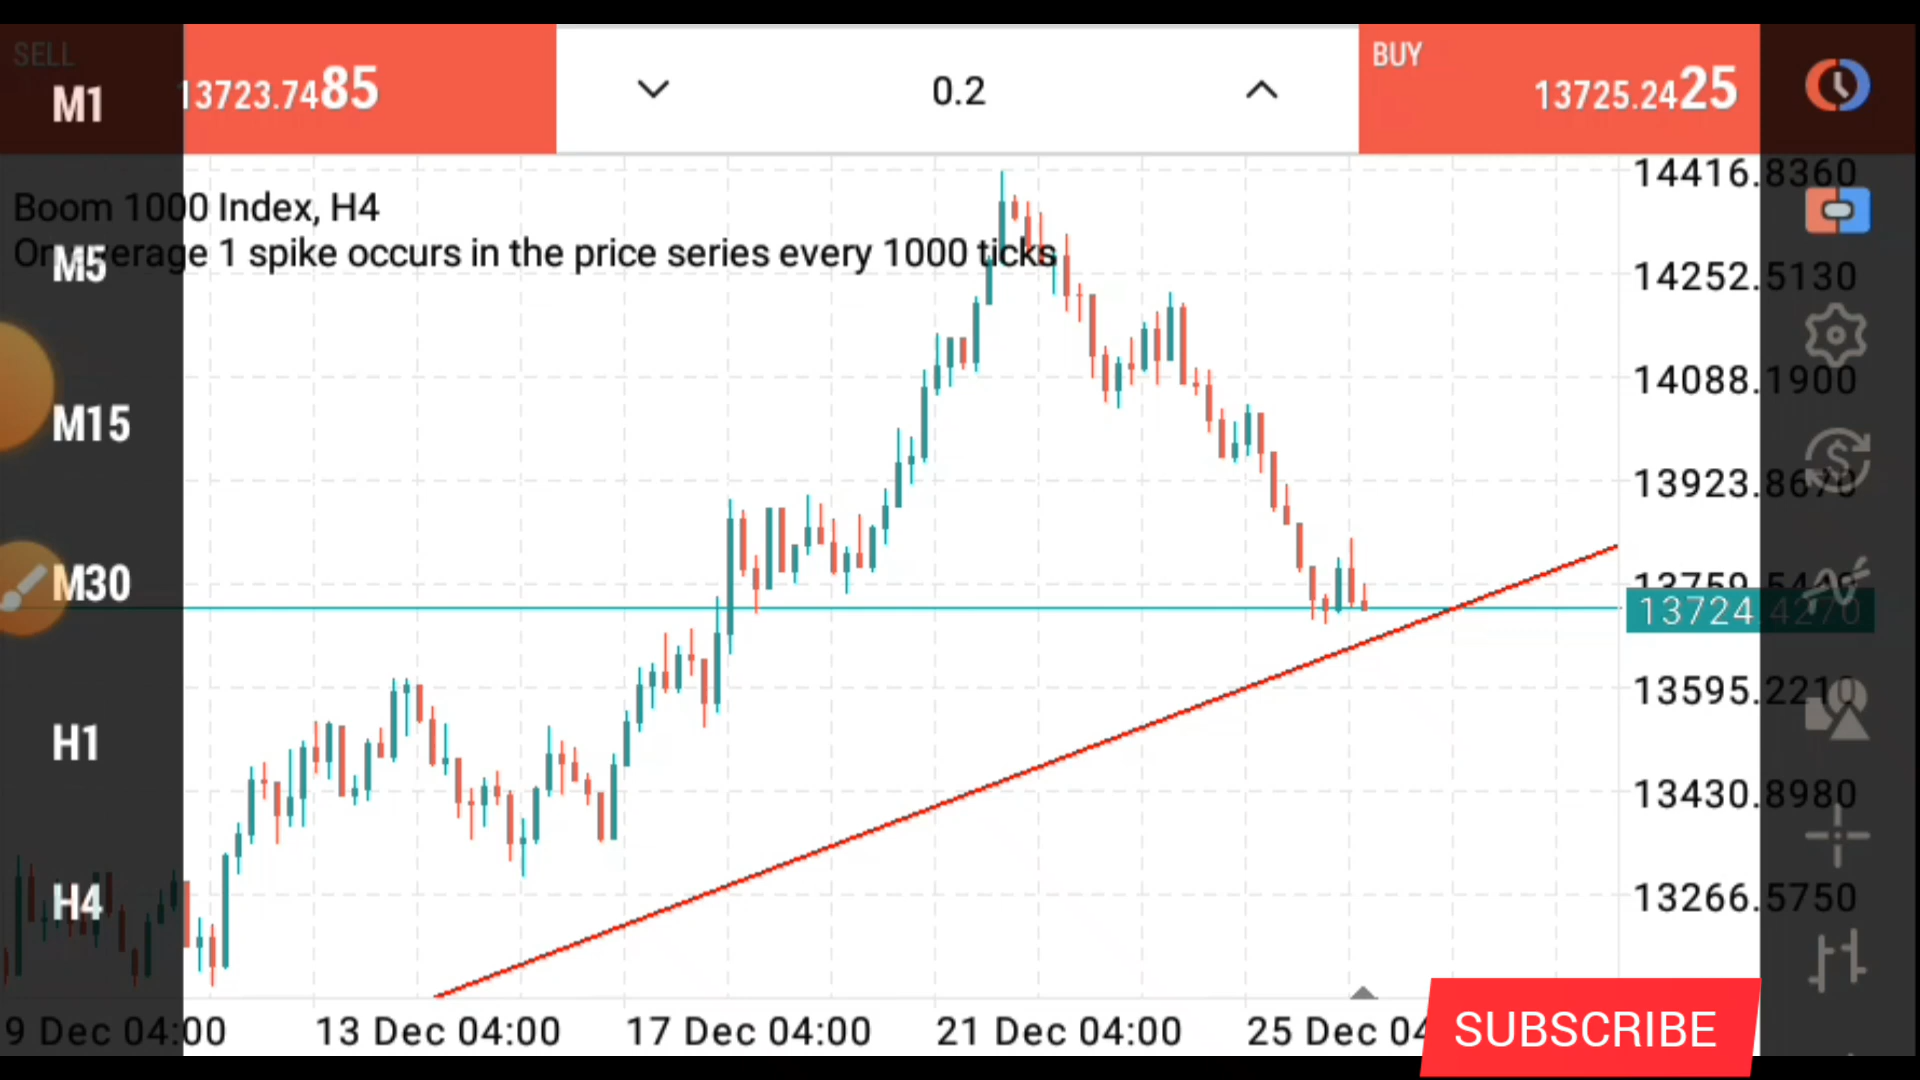 SELL
13723.7485
0.2
BUY
13725.2425
M1
M5
M15
M30
H1
H4
Boom 1000 Index, H4
On average 1 spike occurs in the price series every 1000 ticks
14416.8360
14252.5130
14088.1900
13923.8670
13724.4270
13595.2210
13430.8980
13266.5750
9 Dec 04:00
13 Dec 04:00
17 Dec 04:00
21 Dec 04:00
25 Dec 04
SUBSCRIBE